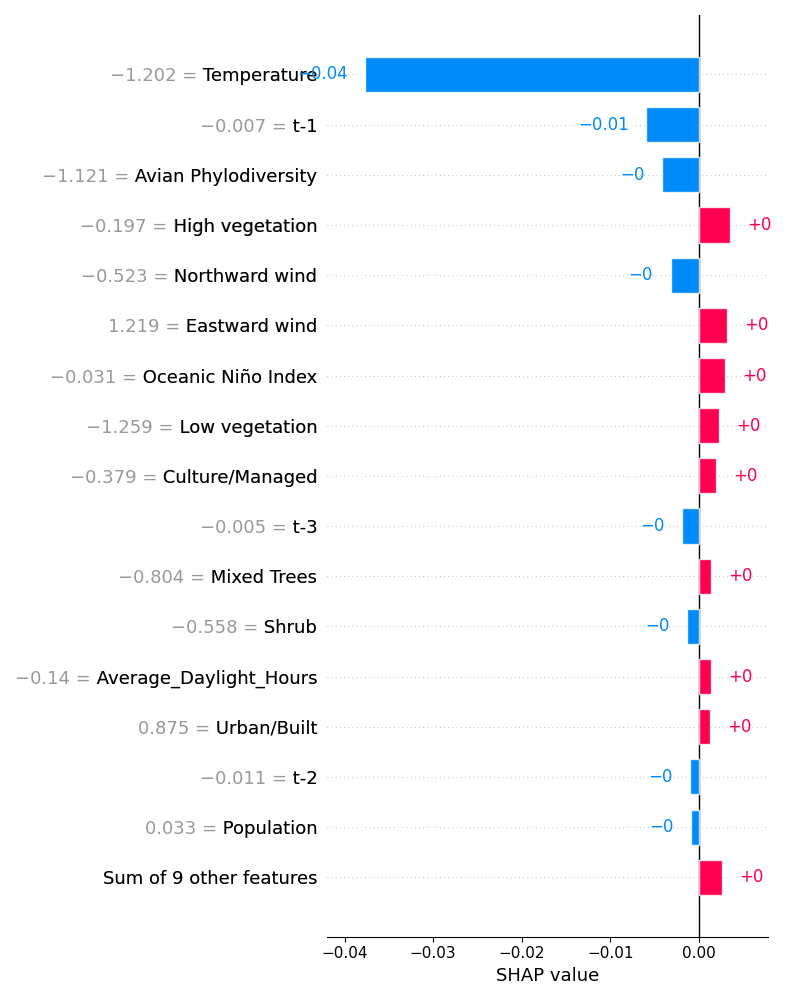 −1.202 = Temperature −0.04
−0.007 = t-1 −0.01
−1.121 = Avian Phylodiversity −0
−0.197 = High vegetation +0
−0.523 = Northward wind −0
1.219 = Eastward wind +0
−0.031 = Oceanic Niño Index +0
−1.259 = Low vegetation +0
−0.379 = Culture/Managed +0
−0.005 = t-3 −0
−0.804 = Mixed Trees +0
−0.558 = Shrub −0
−0.14 = Average_Daylight_Hours +0
0.875 = Urban/Built +0
−0.011 = t-2 −0
0.033 = Population −0
Sum of 9 other features +0
−0.04 −0.03 −0.02 −0.01 0.00
SHAP value